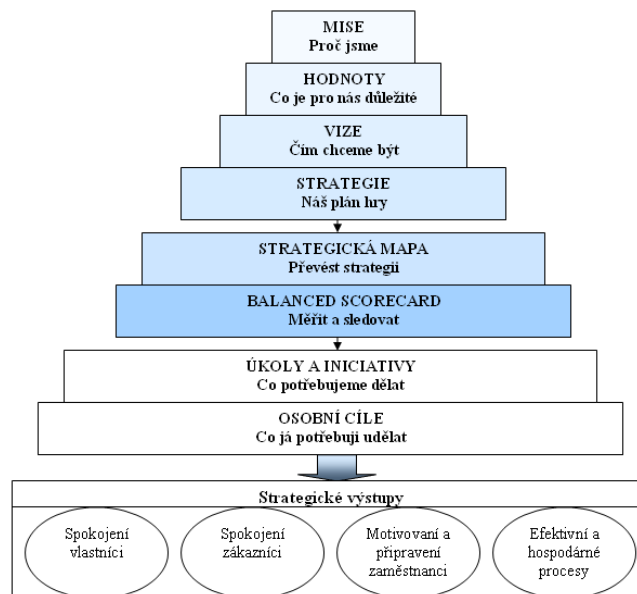 MISE
Proč jsme
HODNOTY
Co je pro nás důležité
VIZE
Čím chceme být
STRATEGIE
Náš plán hry
STRATEGICKÁ MAPA
Převést strategii
BALANCED SCORECARD
Měřit a sledovat
ÚKOLY A INICIATIVY
Co potřebujeme dělat
OSOBNÍ CÍLE
Co já potřebuji udělat
Strategické výstupy
Spokojení
vlastníci
Spokojení
zákazníci
Motivovaní a
připravení
zaměstnanci
Efektivní a
hospodárné
procesy